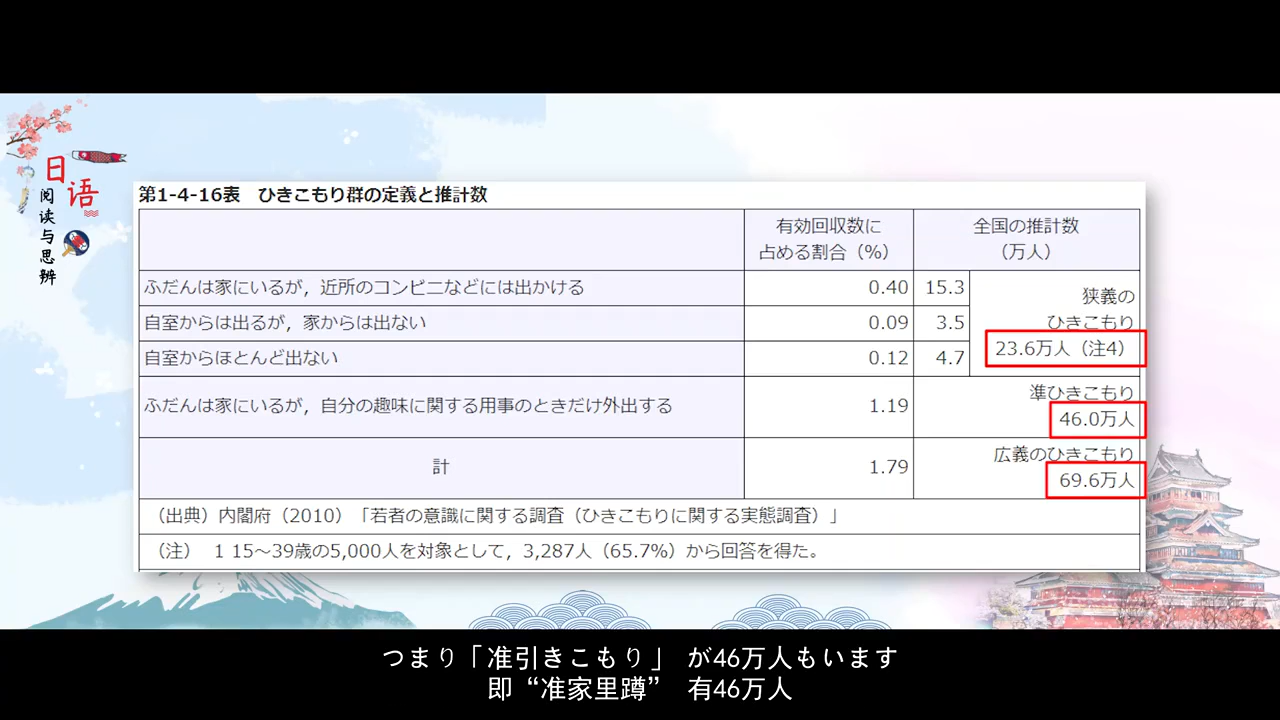 日语
阅读与思辨
第1-4-16表　ひきこもり群の定義と推計数
有効回収数に
占める割合（%）
全国の推計数
（万人）
ふだんは家にいるが，近所のコンビニなどには出かける
0.40
15.3
狭義の
ひきこもり
23.6万人（注4）
自室からは出るが，家からは出ない
0.09
3.5
自室からほとんど出ない
0.12
4.7
ふだんは家にいるが，自分の趣味に関する用事のときだけ外出する
1.19
準ひきこもり
46.0万人
計
1.79
広義のひきこもり
69.6万人
（出典）内閣府（2010）「若者の意識に関する調査（ひきこもりに関する実態調査）」
（注）　1 15～39歳の5,000人を対象として，3,287人（65.7%）から回答を得た。
つまり「准引きこもり」 が46万人もいます
即“准家里蹲” 有46万人